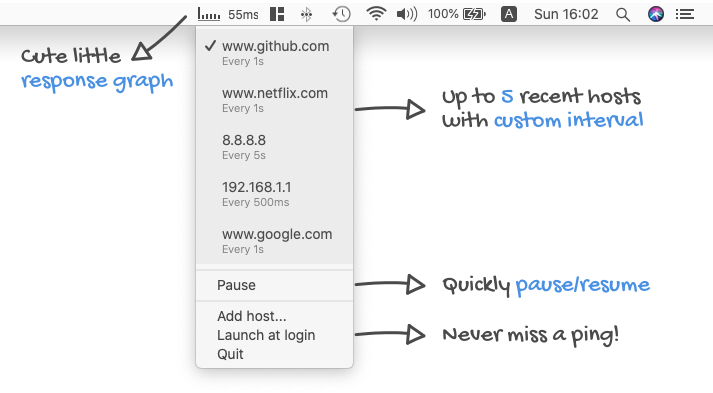 55ms 100% A Sun 16:02
Cute little
response graph
✓ www.github.com
Every 1s
www.netflix.com
Every 1s
Up to 5 recent hosts
with custom interval
8.8.8.8
Every 5s
192.168.1.1
Every 500ms
www.google.com
Every 1s
Pause
Quickly pause/resume
Add host...
Launch at login
Never miss a ping!
Quit